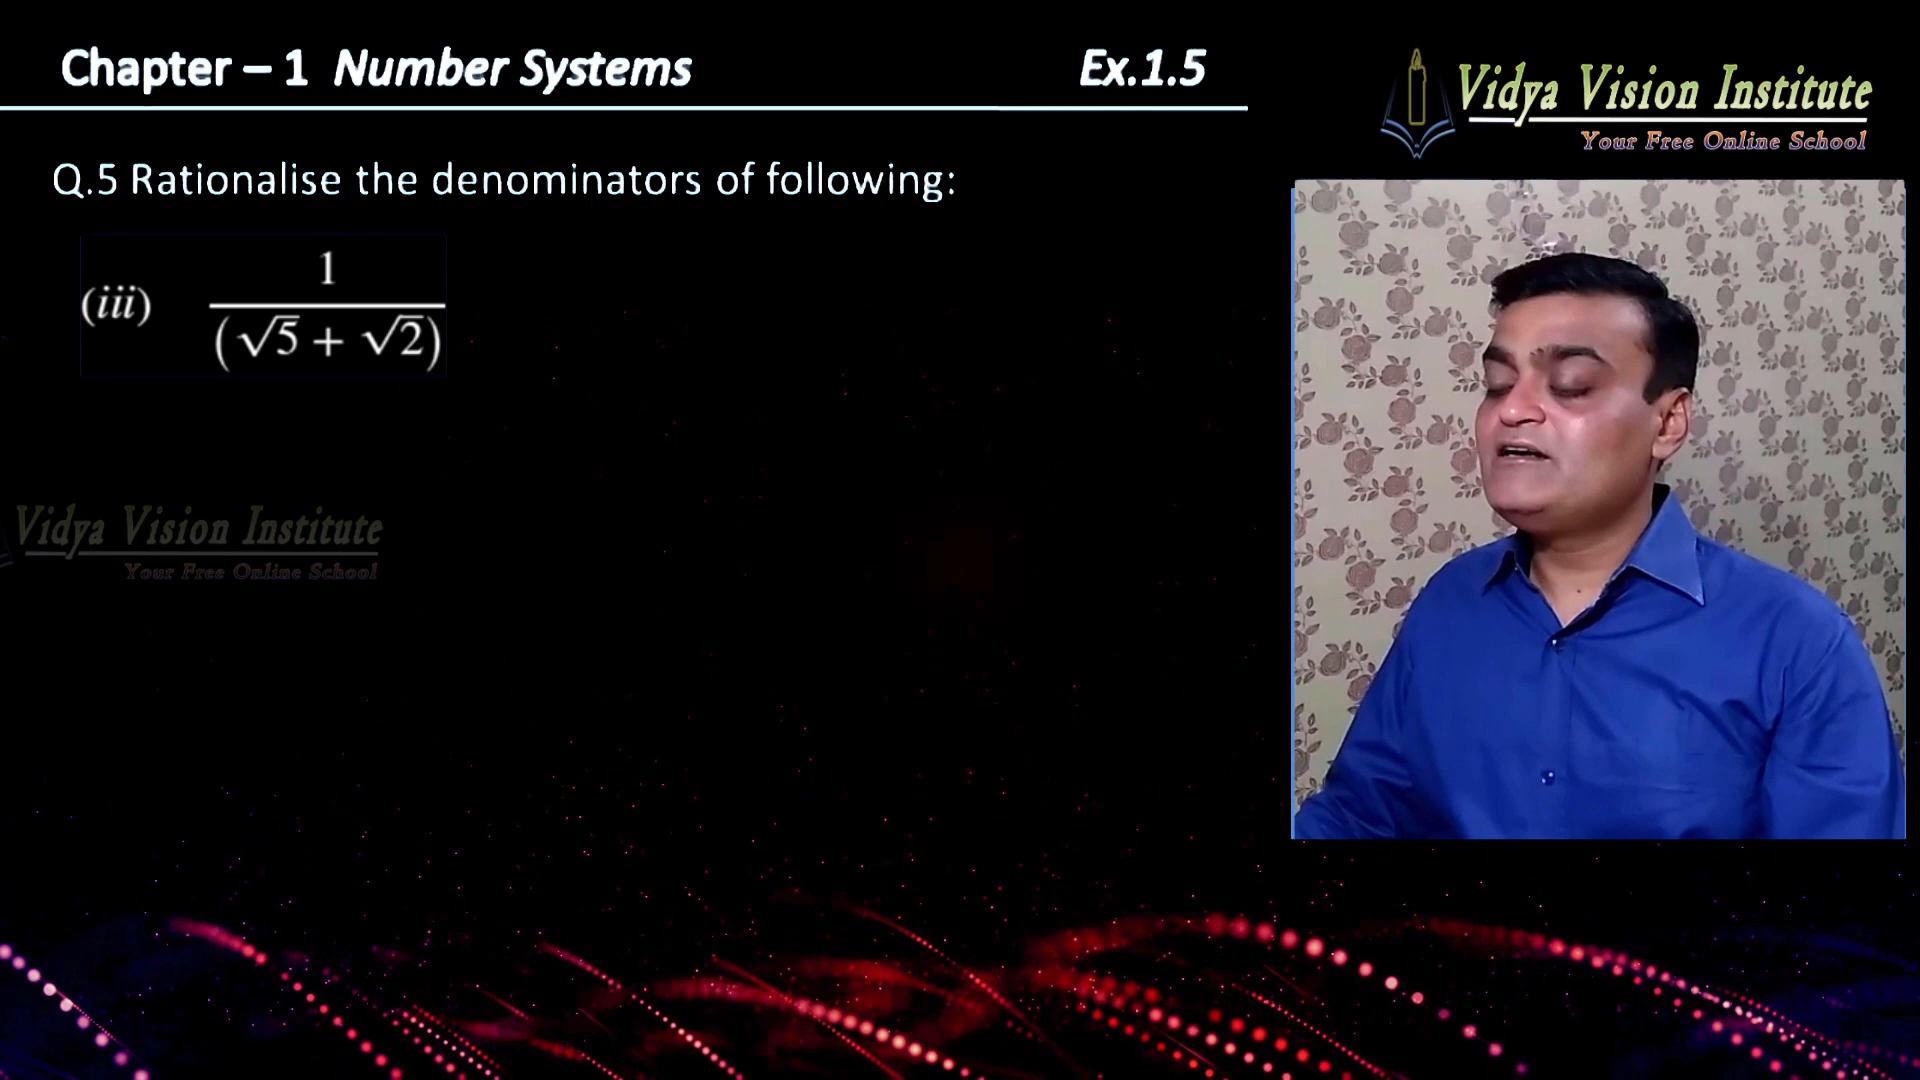 Chapter – 1 Number Systems Ex.1.5
Vidya Vision Institute
Your Free Online School
Q.5 Rationalise the denominators of following:
(iii) 1
(√5 + √2)
Vidya Vision Institute
Your Free Online School